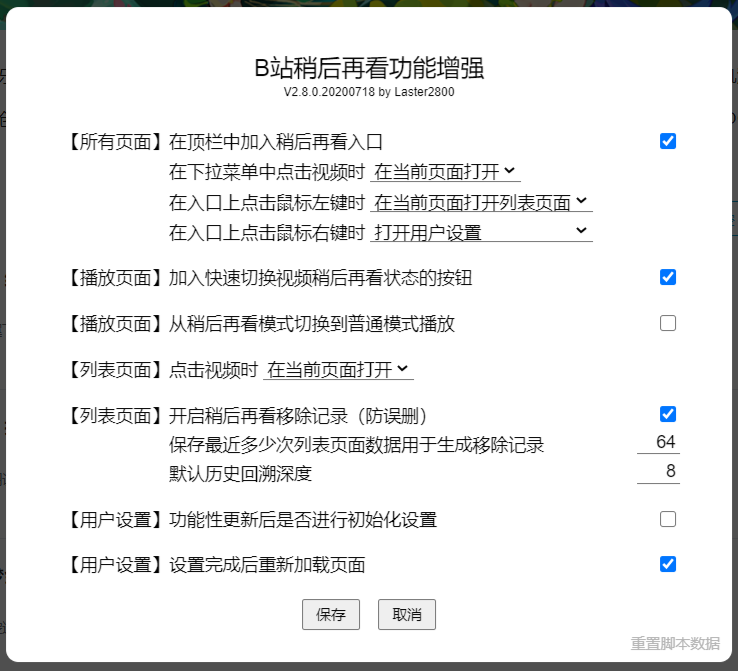 B站稍后再看功能增强
V2.8.0.20200718 by Laster2800
【所有页面】在顶栏中加入稍后再看入口
在下拉菜单中点击视频时 在当前页面打开
在入口上点击鼠标左键时 在当前页面打开列表页面
在入口上点击鼠标右键时 打开用户设置
【播放页面】加入快速切换视频稍后再看状态的按钮
【播放页面】从稍后再看模式切换到普通模式播放
【列表页面】点击视频时 在当前页面打开
【列表页面】开启稍后再看移除记录（防误删）
保存最近多少次列表页面数据用于生成移除记录 64
默认历史回溯深度 8
【用户设置】功能性更新后是否进行初始化设置
【用户设置】设置完成后重新加载页面
保存 取消
重置脚本数据